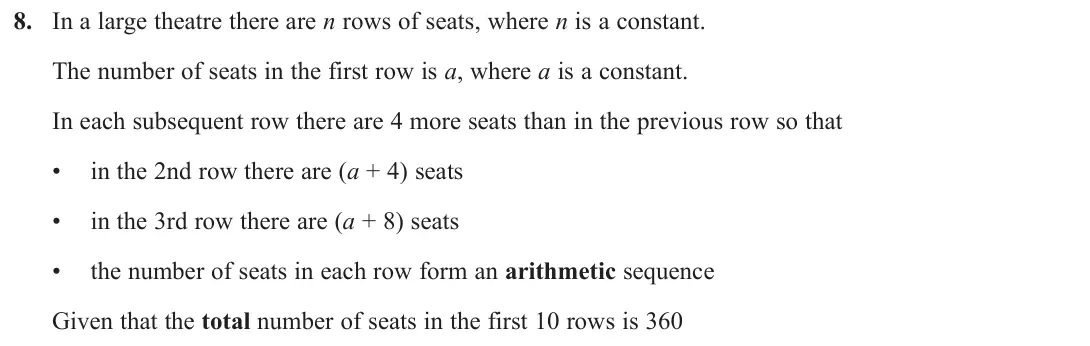 8. In a large theatre there are n rows of seats, where n is a constant.
The number of seats in the first row is a, where a is a constant.
In each subsequent row there are 4 more seats than in the previous row so that
• in the 2nd row there are (a + 4) seats
• in the 3rd row there are (a + 8) seats
• the number of seats in each row form an arithmetic sequence
Given that the total number of seats in the first 10 rows is 360